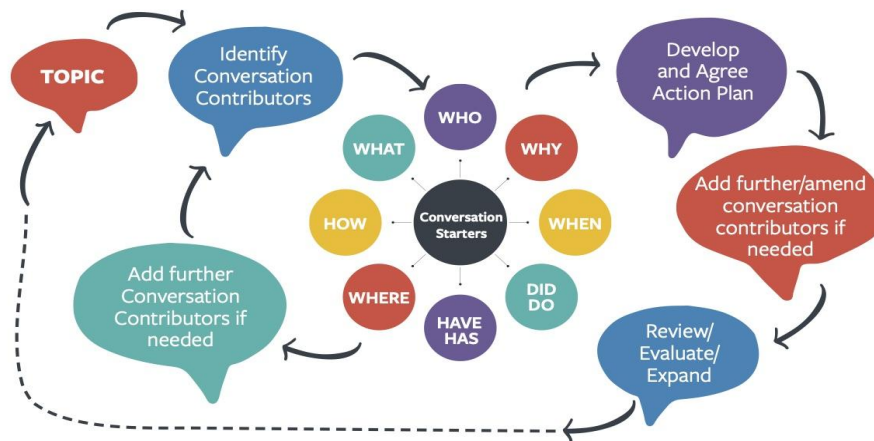 TOPIC
Identify
Conversation
Contributors
WHO
WHY
WHEN
DID
DO
HAVE
HAS
WHERE
HOW
WHAT
Conversation
Starters
Add further
Conversation
Contributors if
needed
Develop
and Agree
Action Plan
Add further/amend
conversation
contributors if
needed
Review/
Evaluate/
Expand